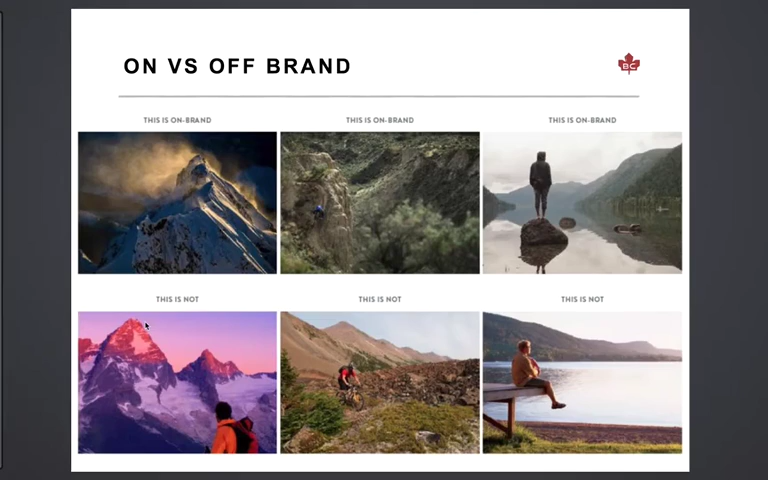 ON VS OFF BRAND
BC
THIS IS ON-BRAND
THIS IS ON-BRAND
THIS IS ON-BRAND
THIS IS NOT
THIS IS NOT
THIS IS NOT